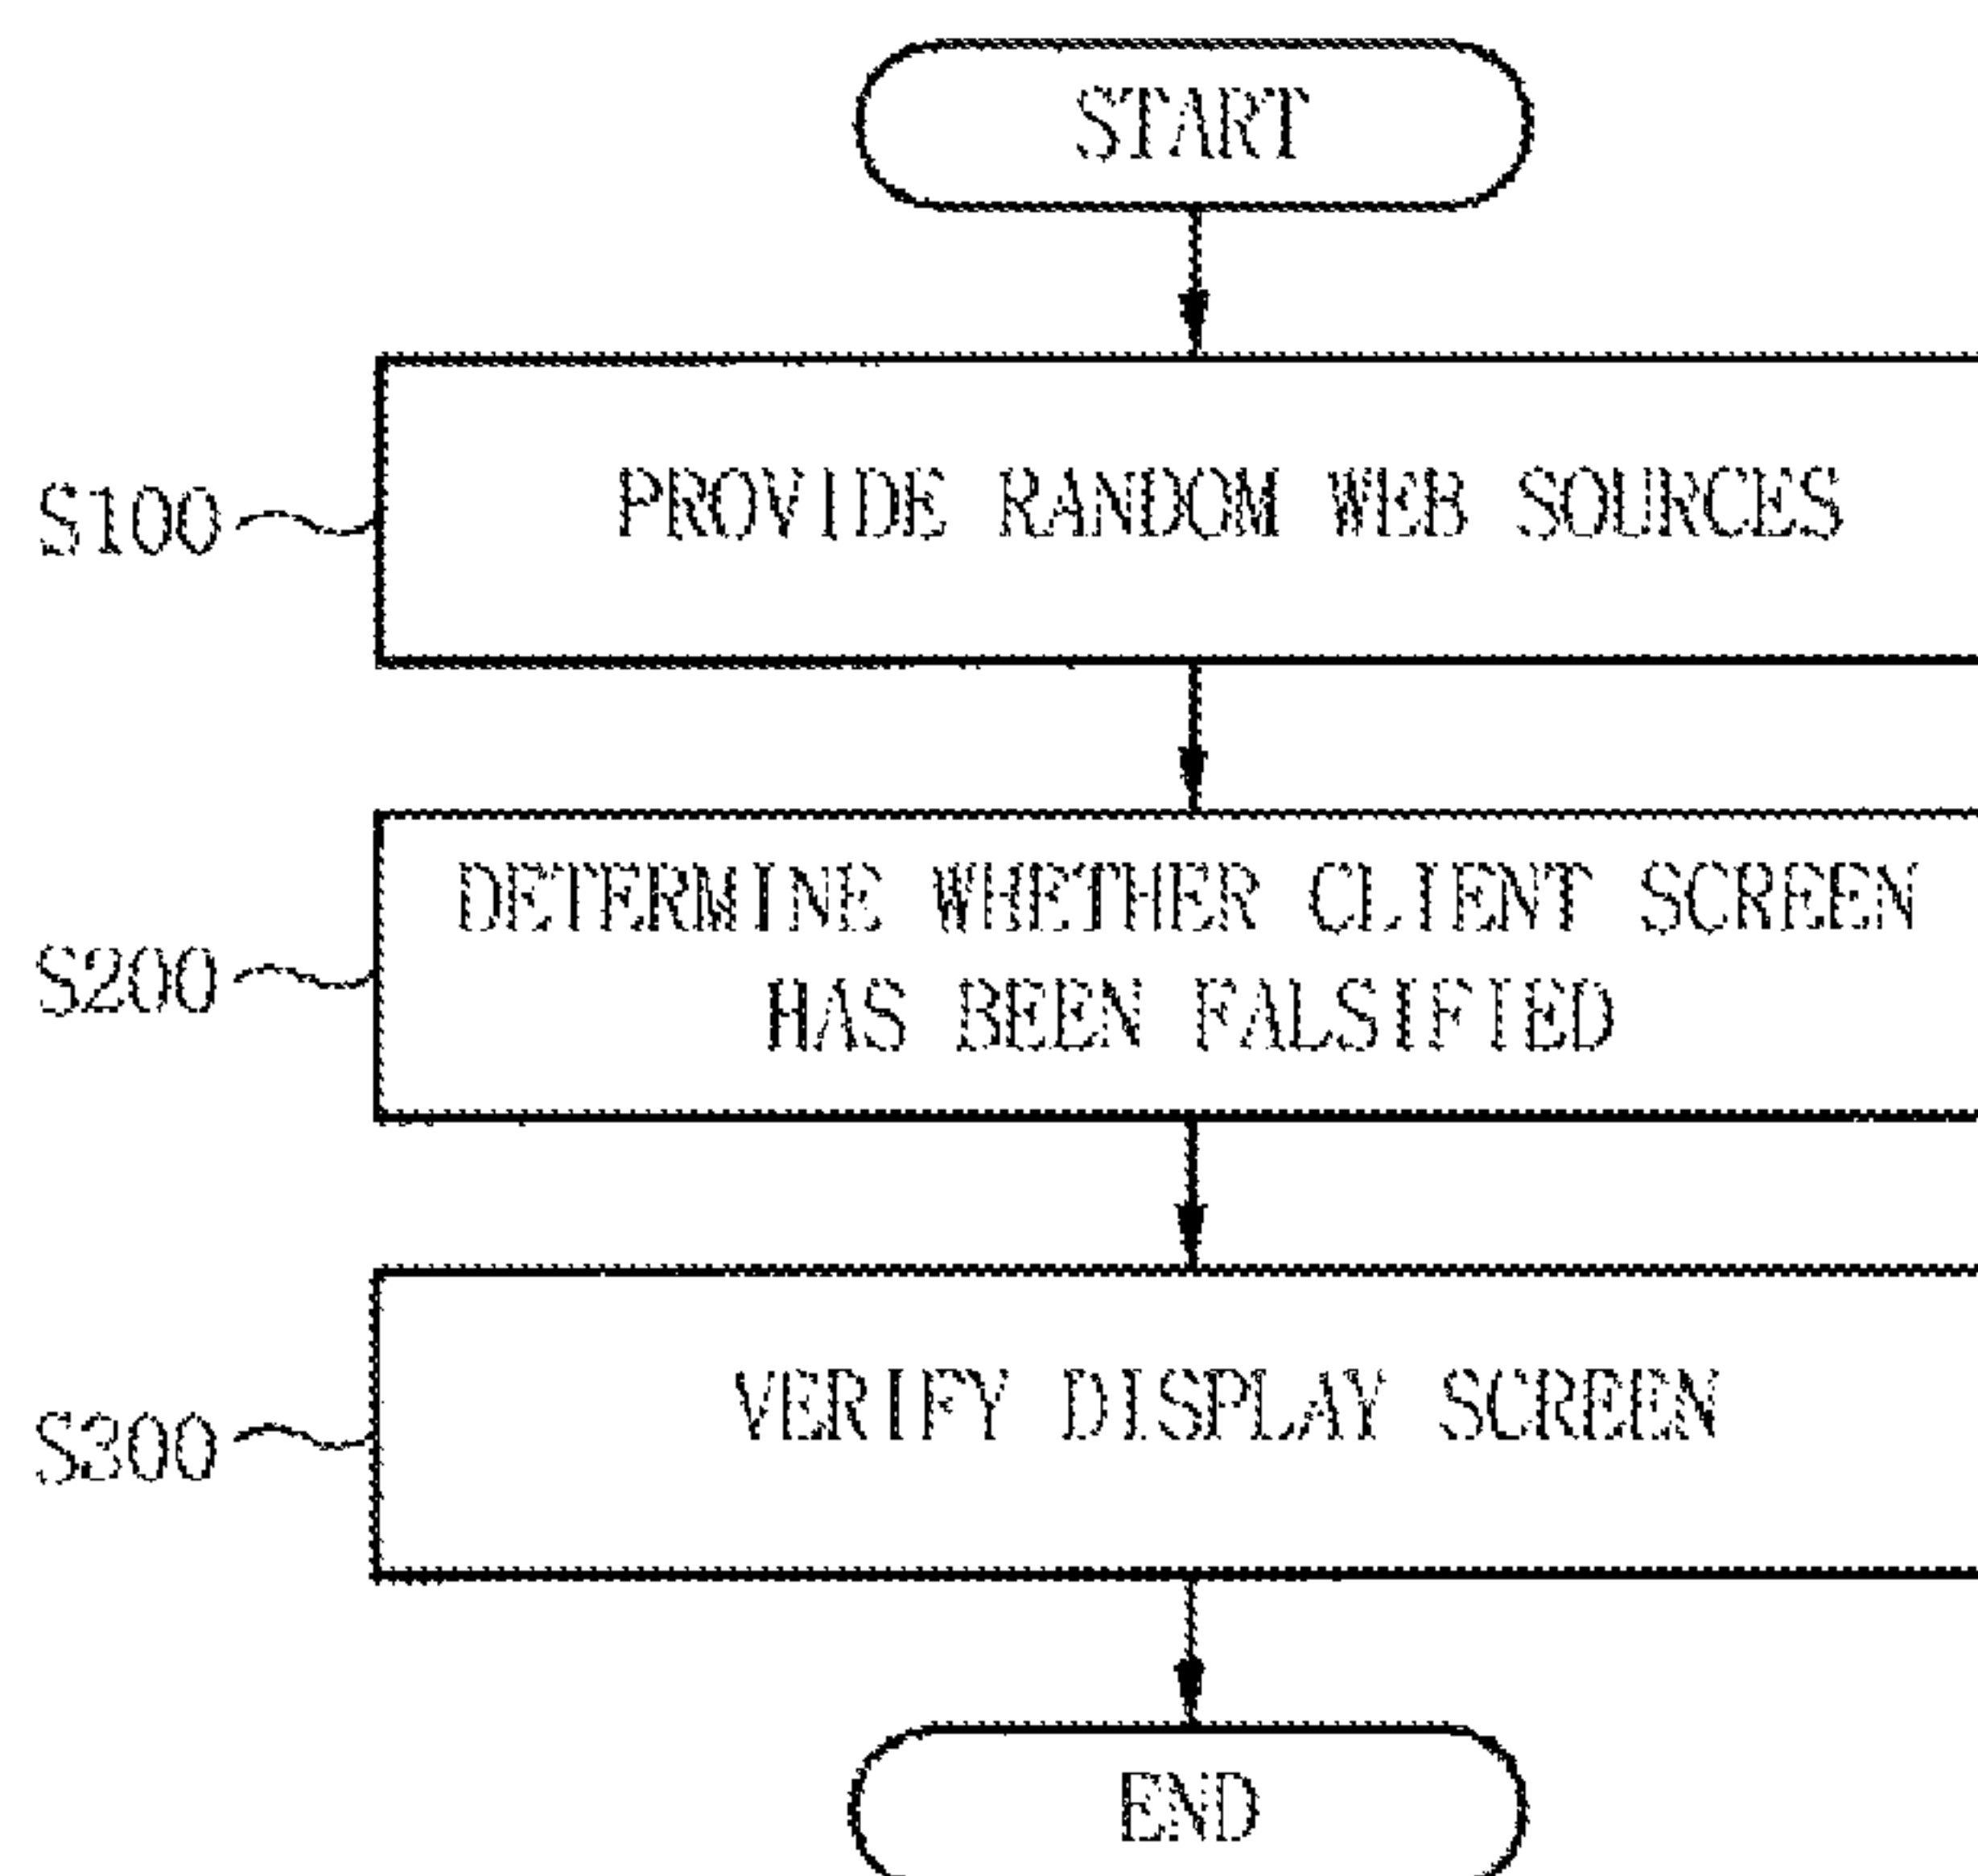 START
S100
PROVIDE RANDOM WEB SOURCES
S200
DETERMINE WHETHER CLIENT SCREEN
HAS BEEN FALSIFIED
S300
VERIFY DISPLAY SCREEN
END